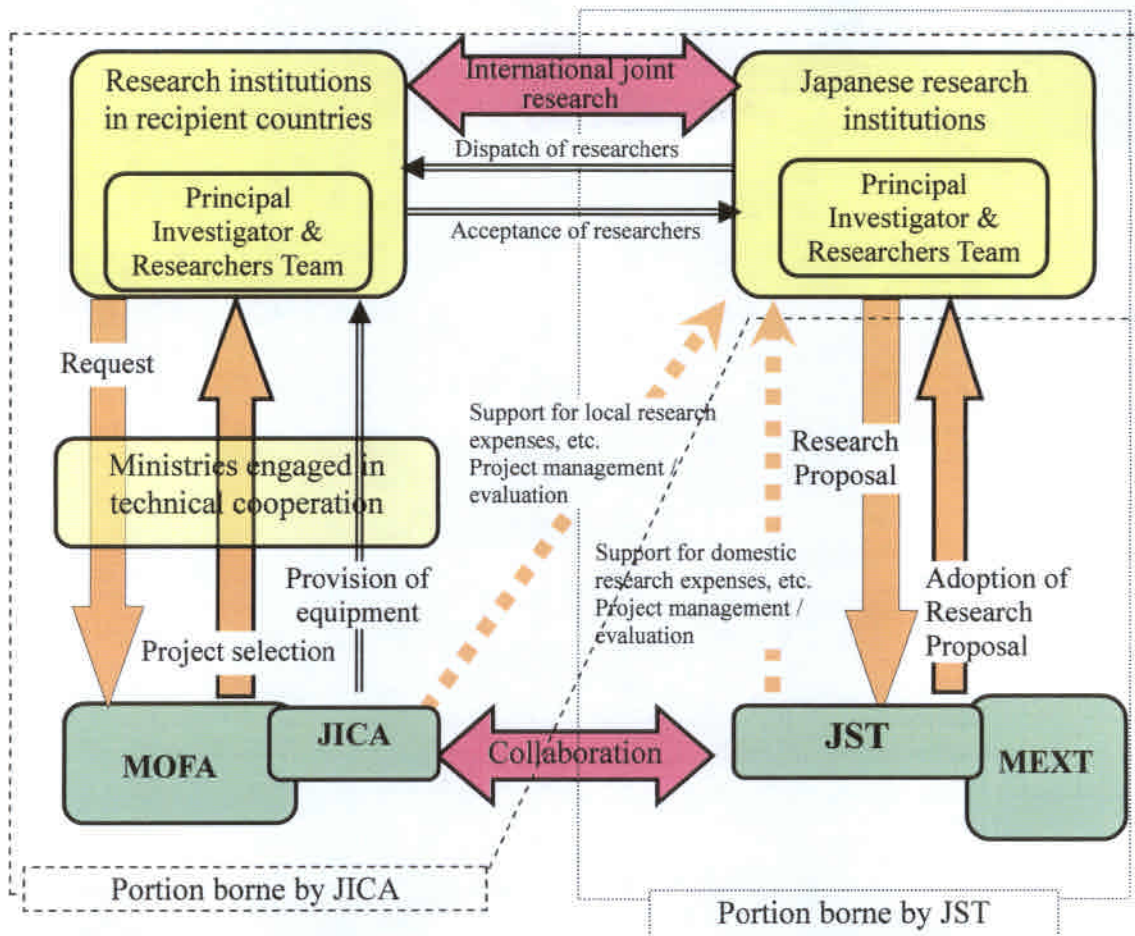 Research institutions
in recipient countries
Principal
Investigator &
Researchers Team
International joint
research
Japanese research
institutions
Principal
Investigator &
Researchers Team
Dispatch of researchers
Acceptance of researchers
Request
Ministries engaged in
technical cooperation
Provision of
equipment
Project selection
Support for local research
expenses, etc.
Project management /
evaluation
Support for domestic
research expenses, etc.
Project management /
evaluation
Research
Proposal
Adoption of
Research
Proposal
MOFA
JICA
Collaboration
JST
MEXT
Portion borne by JICA
Portion borne by JST